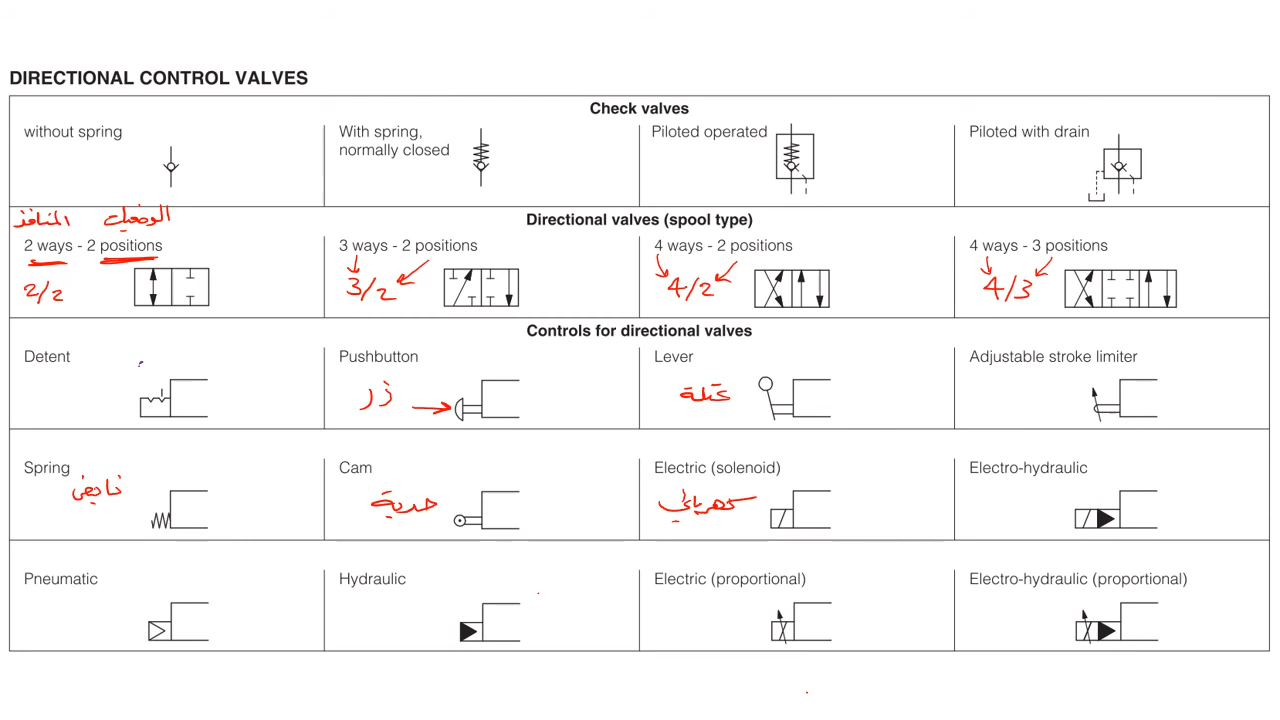 DIRECTIONAL CONTROL VALVES
Check valves
without spring
With spring,
normally closed
Piloted operated
Piloted with drain
المنافذ الوضعيات
Directional valves (spool type)
2 ways - 2 positions
2/2
3 ways - 2 positions
3/2
4 ways - 2 positions
4/2
4 ways - 3 positions
4/3
Controls for directional valves
Detent
Pushbutton
زر
Lever
عتلة
Adjustable stroke limiter
Spring
نابض
Cam
حدبة
Electric (solenoid)
كهربائي
Electro-hydraulic
Pneumatic
Hydraulic
Electric (proportional)
Electro-hydraulic (proportional)